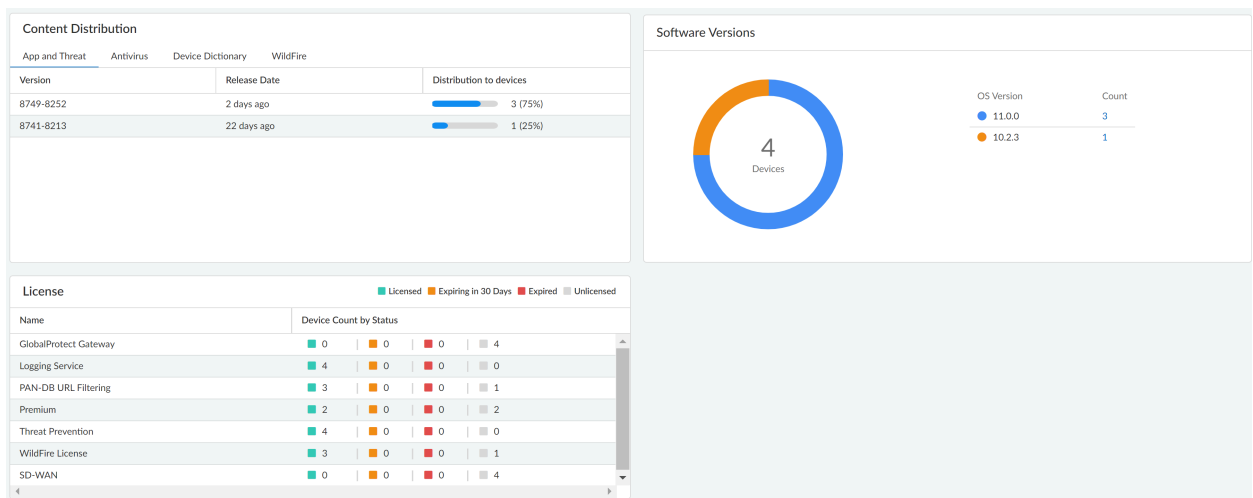 Content Distribution
App and Threat Antivirus Device Dictionary WildFire
Version Release Date Distribution to devices
8749-8252 2 days ago 3 (75%)
8741-8213 22 days ago 1 (25%)
Software Versions
4
Devices
OS Version Count
11.0.0 3
10.2.3 1
License Licensed Expiring in 30 Days Expired Unlicensed
Name Device Count by Status
GlobalProtect Gateway 0 | 0 | 0 | 4
Logging Service 4 | 0 | 0 | 0
PAN-DB URL Filtering 3 | 0 | 0 | 1
Premium 2 | 0 | 0 | 2
Threat Prevention 4 | 0 | 0 | 0
WildFire License 3 | 0 | 0 | 1
SD-WAN 0 | 0 | 0 | 4